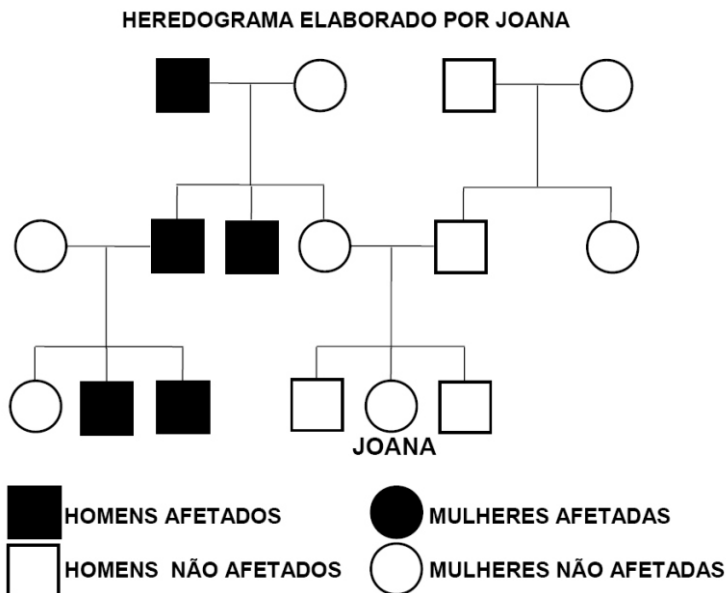 HEREDOGRAMA ELABORADO POR JOANA
JOANA
HOMENS AFETADOS
MULHERES AFETADAS
HOMENS NÃO AFETADOS
MULHERES NÃO AFETADAS